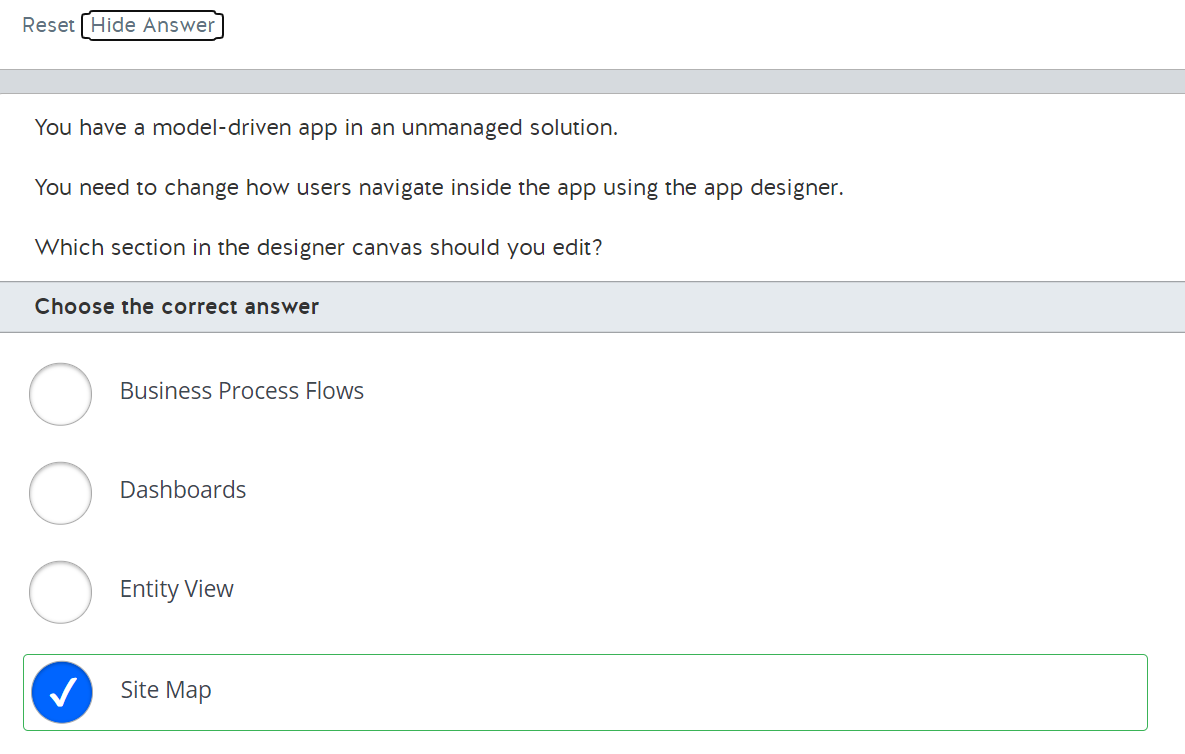 Reset Hide Answer
You have a model-driven app in an unmanaged solution.
You need to change how users navigate inside the app using the app designer.
Which section in the designer canvas should you edit?
Choose the correct answer
Business Process Flows
Dashboards
Entity View
Site Map